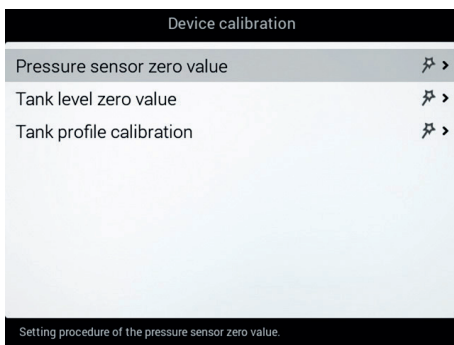 Device calibration
Pressure sensor zero value
Tank level zero value
Tank profile calibration
Setting procedure of the pressure sensor zero value.